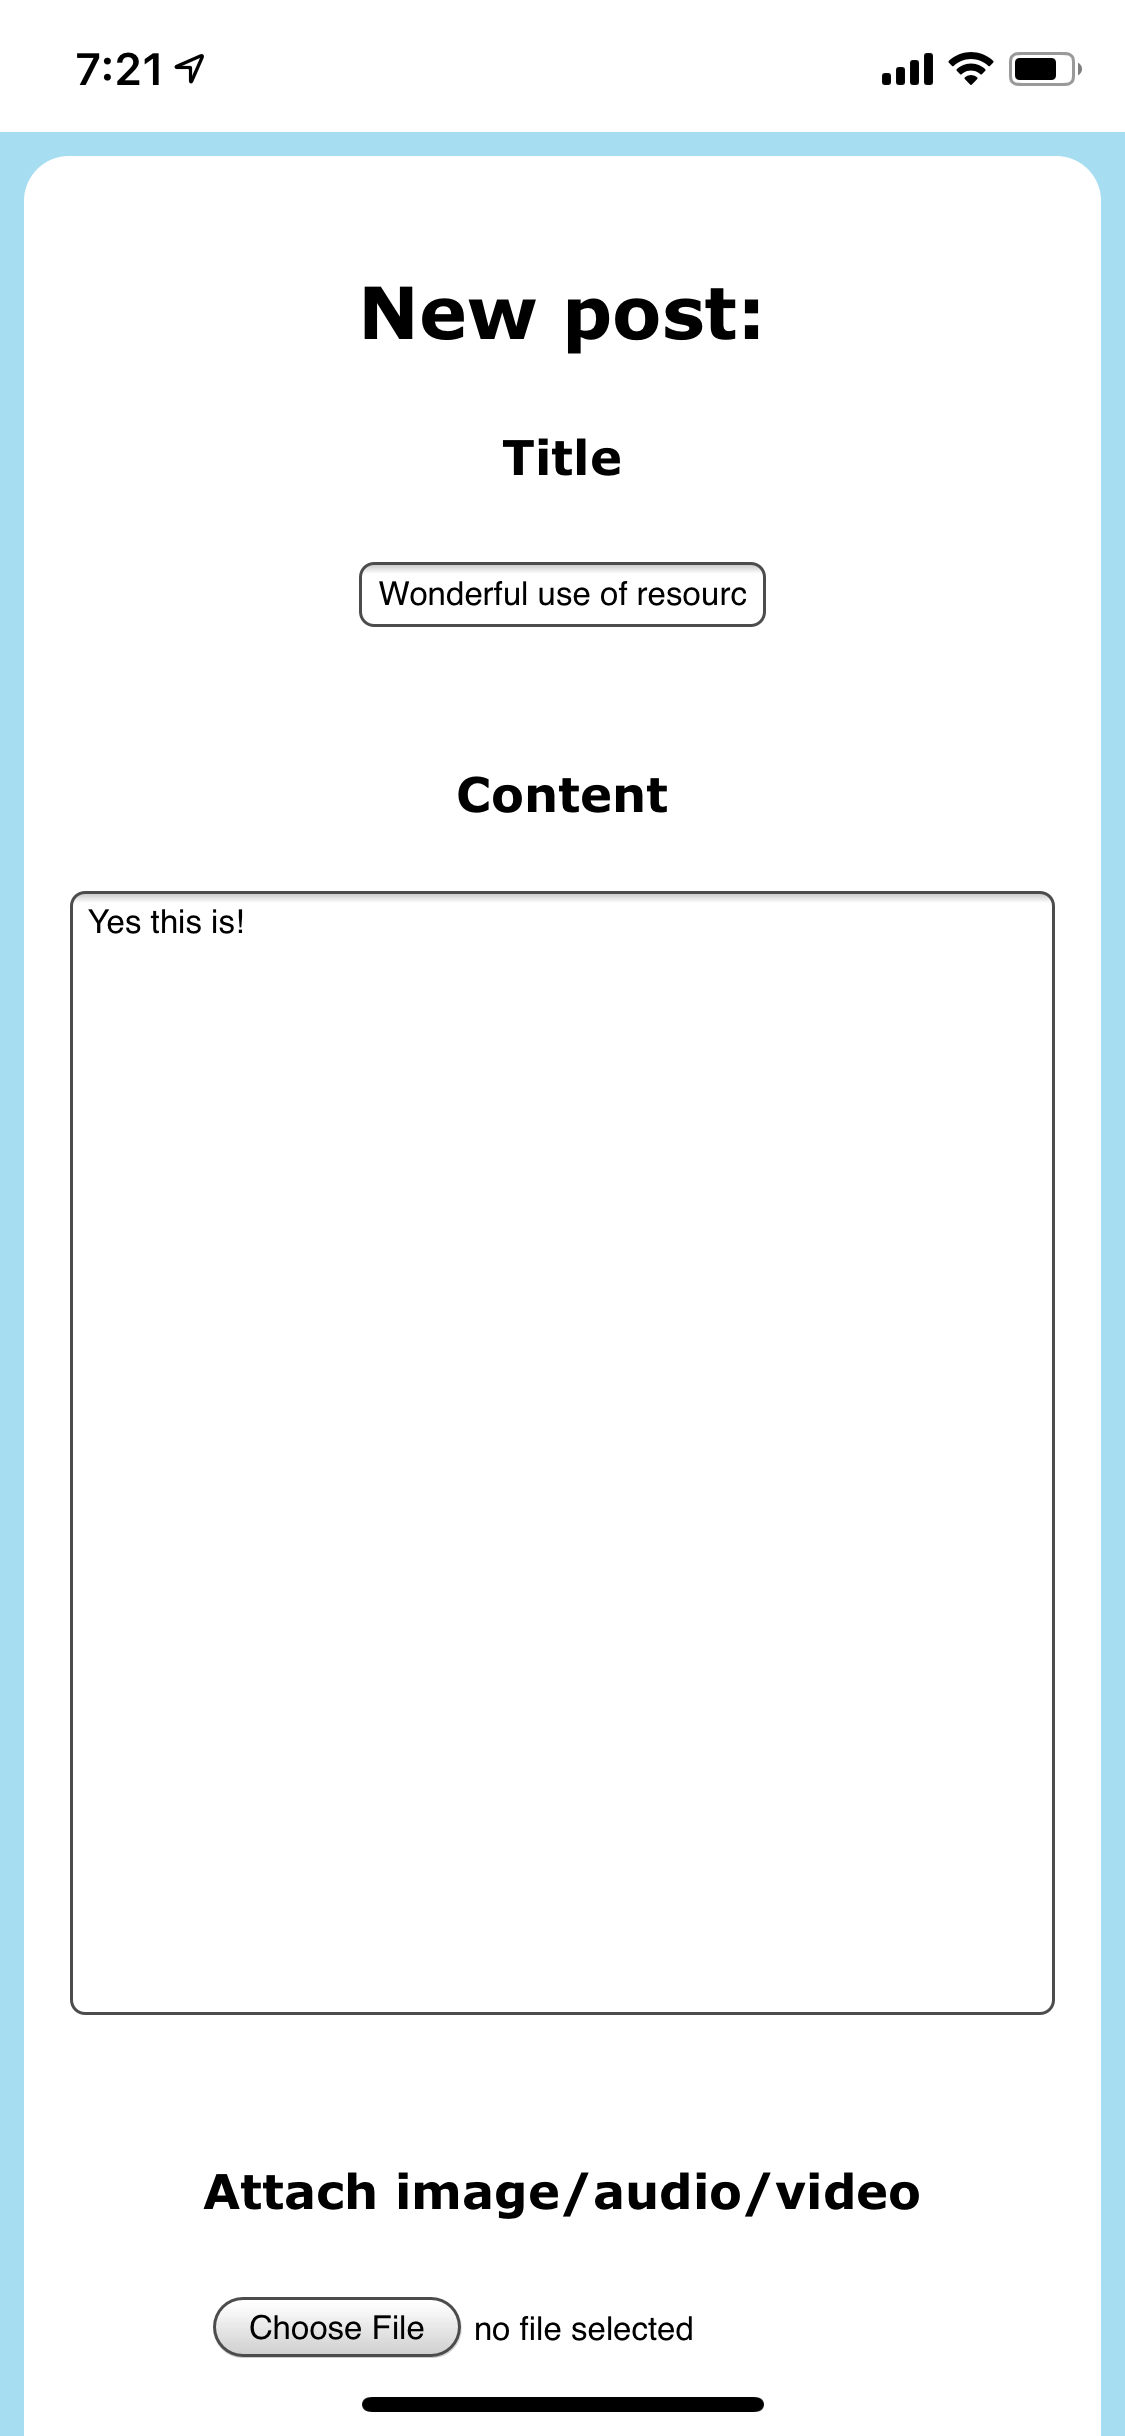 7:21
New post:
Title
Wonderful use of resourc
Content
Yes this is!
Attach image/audio/video
Choose File no file selected